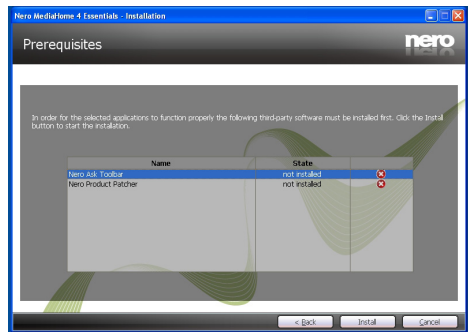 Nero MediaHome 4 Essentials - Installation
Prerequisites
nero
In order for the selected applications to function properly the following third-party software must be installed first. Click the Install
button to start the installation.
Name State
Nero Ask Toolbar not installed
Nero Product Patcher not installed
< Back Install Cancel